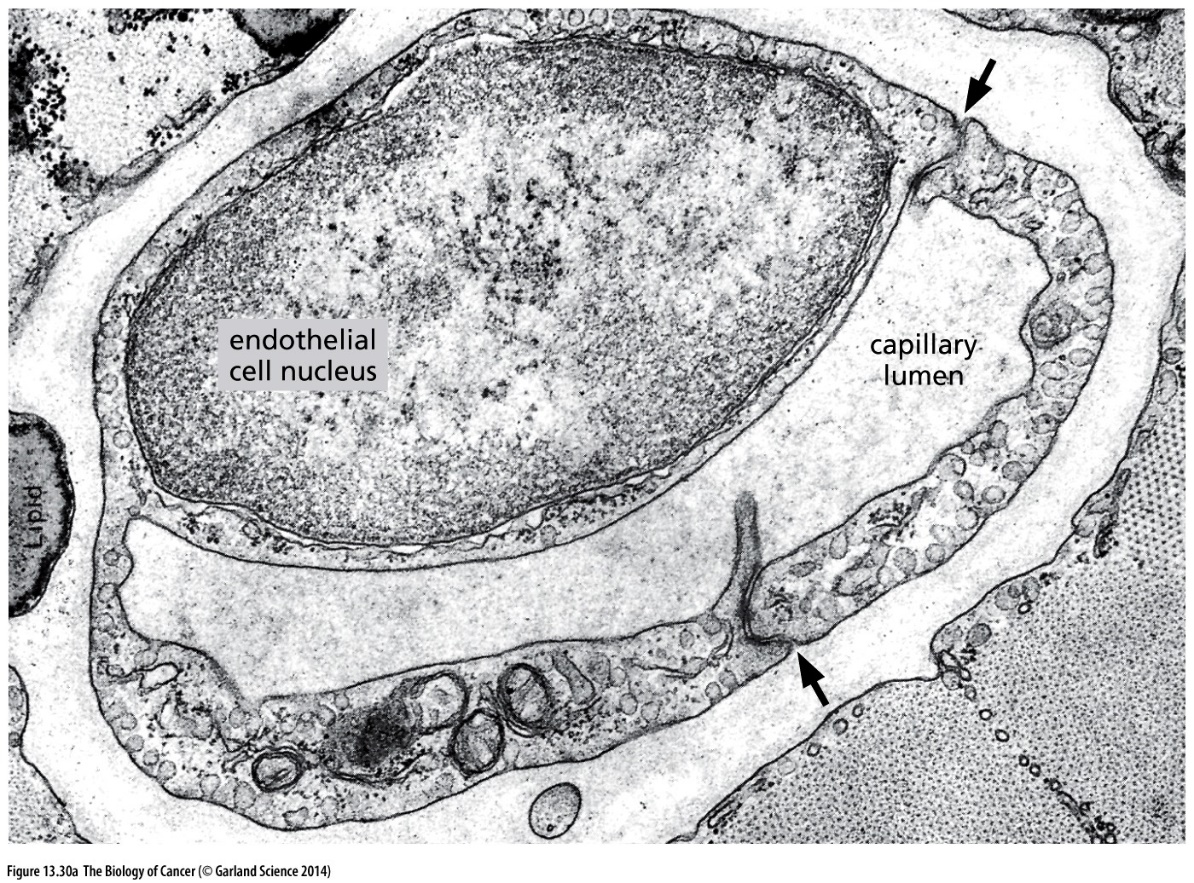 endothelial
cell nucleus
capillary
lumen
Lipid
Figure 13.30a The Biology of Cancer (© Garland Science 2014)